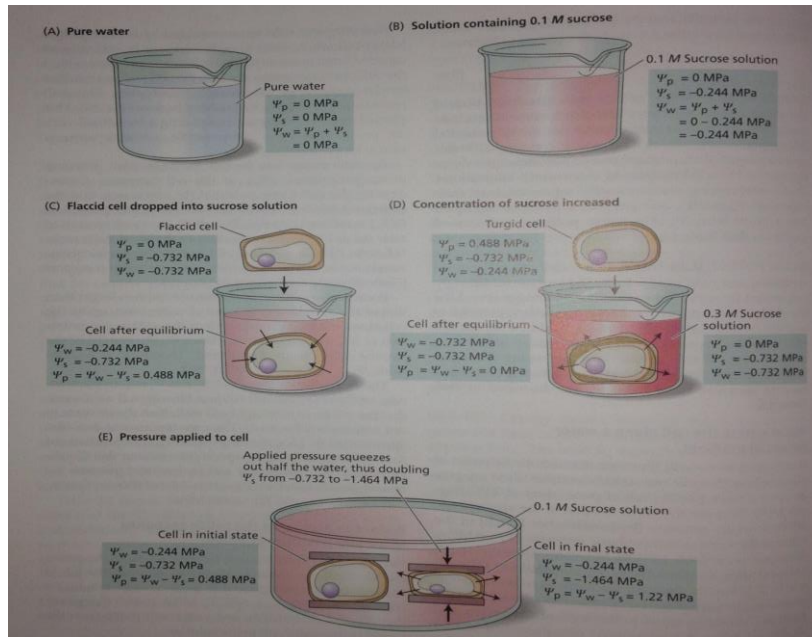 (A) Pure water
Pure water
Ψp = 0 MPa
Ψs = 0 MPa
Ψw = Ψp + Ψs
= 0 MPa
(B) Solution containing 0.1 M sucrose
0.1 M Sucrose solution
Ψp = 0 MPa
Ψs = –0.244 MPa
Ψw = Ψp + Ψs
= 0 – 0.244 MPa
= –0.244 MPa
(C) Flaccid cell dropped into sucrose solution
Flaccid cell
Ψp = 0 MPa
Ψs = –0.732 MPa
Ψw = –0.732 MPa
Cell after equilibrium
Ψw = –0.244 MPa
Ψs = –0.732 MPa
Ψp = Ψw – Ψs = 0.488 MPa
(D) Concentration of sucrose increased
Turgid cell
Ψp = 0.488 MPa
Ψs = –0.732 MPa
Ψw = –0.244 MPa
Cell after equilibrium
Ψw = –0.732 MPa
Ψs = –0.732 MPa
Ψp = Ψw – Ψs = 0 MPa
0.3 M Sucrose
solution
Ψp = 0 MPa
Ψs = –0.732 MPa
Ψw = –0.732 MPa
(E) Pressure applied to cell
Applied pressure squeezes
out half the water, thus doubling
Ψs from –0.732 to –1.464 MPa
0.1 M Sucrose solution
Cell in initial state
Ψw = –0.244 MPa
Ψs = –0.732 MPa
Ψp = Ψw – Ψs = 0.488 MPa
Cell in final state
Ψw = –0.244 MPa
Ψs = –1.464 MPa
Ψp = Ψw – Ψs = 1.22 MPa